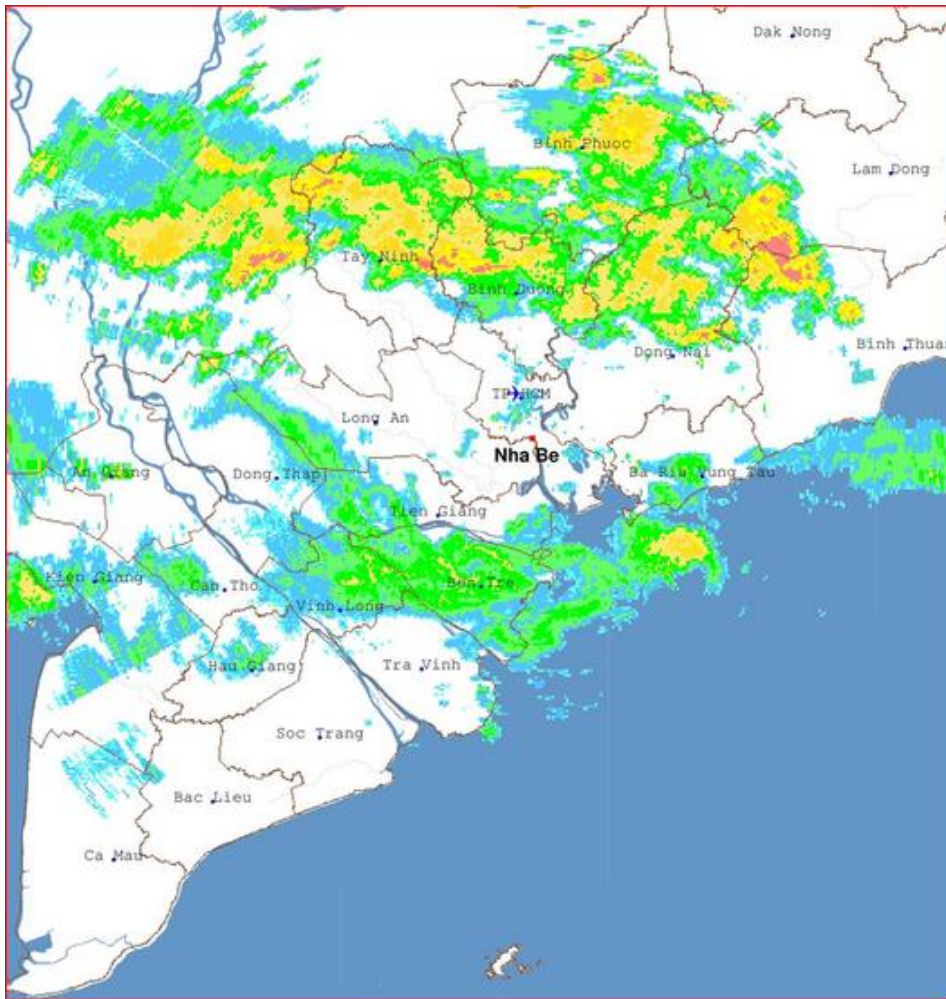 Dak Nong
Binh Phuoc
Lam Dong
Tay Ninh
Binh Duong
Binh Thuan
Dong Nai
TP HCM
Long An
Nha Be
An Giang
Dong Thap
Ba Ria Vung Tau
Tien Giang
Kien Giang
Can Tho
Ben Tre
Vinh Long
Hau Giang
Tra Vinh
Soc Trang
Bac Lieu
Ca Mau